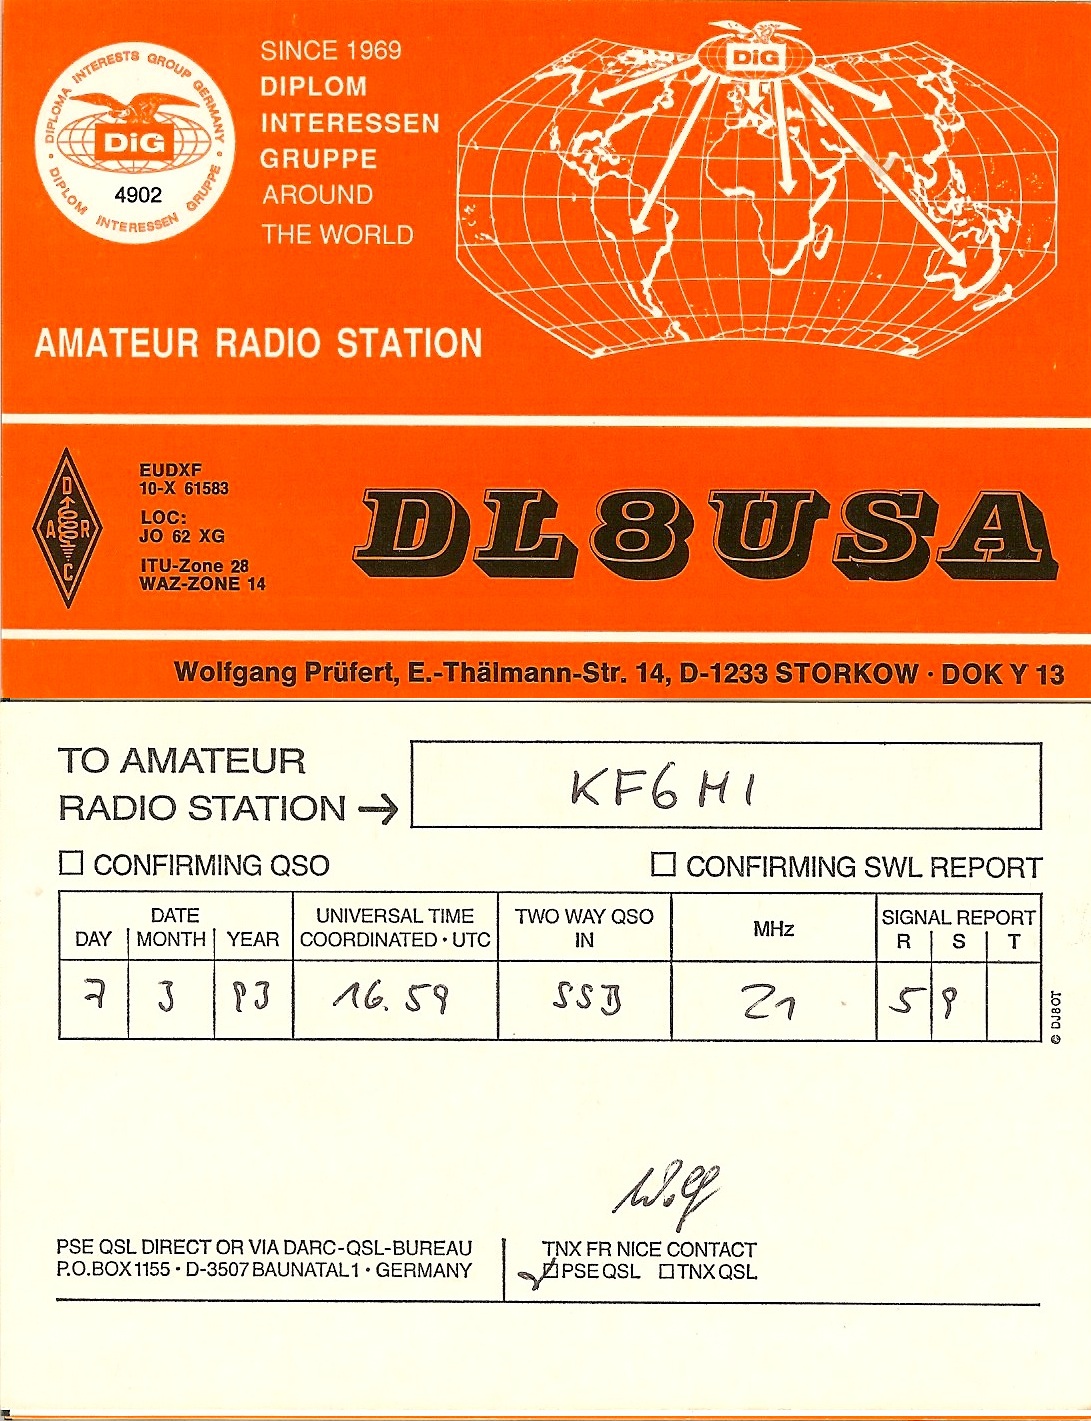 DIPLOMA INTERESTS GROUP GERMANY
DiG
4902
DIPLOM INTERESSEN GRUPPE
SINCE 1969
DIPLOM
INTERESSEN
GRUPPE
AROUND
THE WORLD
DiG
AMATEUR RADIO STATION
DARC
EUDXF
10-X 61583
LOC:
JO 62 XG
ITU-Zone 28
WAZ-ZONE 14
DL8USA
Wolfgang Prüfert, E.-Thälmann-Str. 14, D-1233 STORKOW · DOK Y 13
TO AMATEUR
RADIO STATION → KF6HI
☐ CONFIRMING QSO ☐ CONFIRMING SWL REPORT
DATE UNIVERSAL TIME TWO WAY QSO MHz SIGNAL REPORT
DAY MONTH YEAR COORDINATED · UTC IN R S T
7 3 93 16.59 SSB 21 5 9
© DJ8OT
Wolf
PSE QSL DIRECT OR VIA DARC-QSL-BUREAU
P.O.BOX 1155 · D-3507 BAUNATAL 1 · GERMANY
TNX FR NICE CONTACT
☑ PSE QSL ☐ TNX QSL